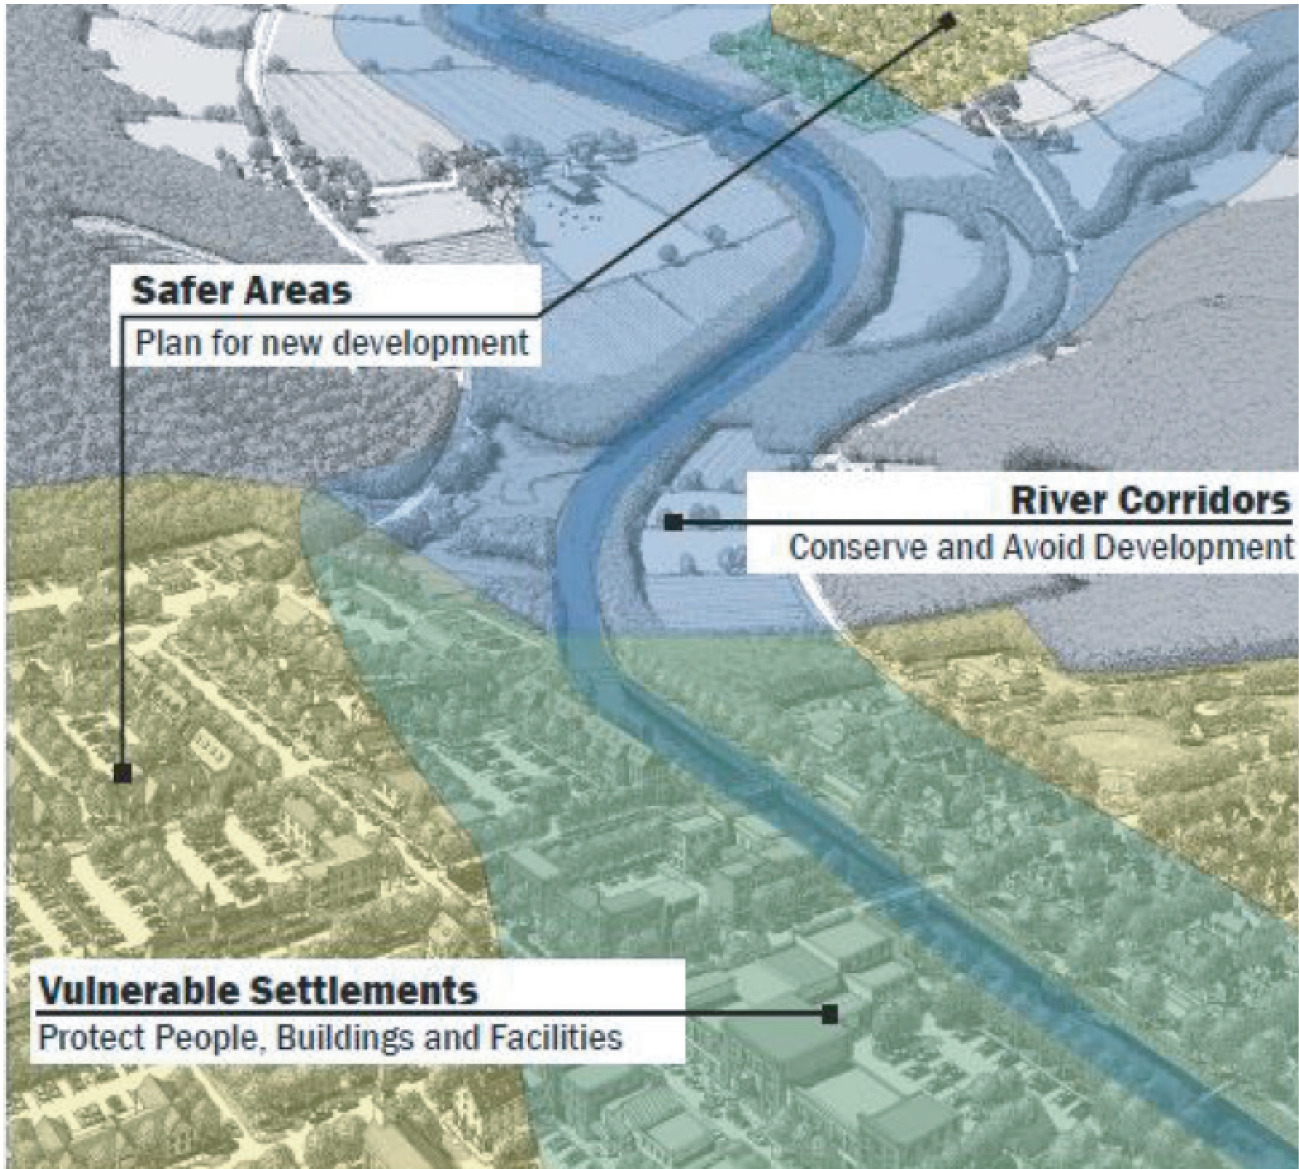 Safer Areas
Plan for new development
River Corridors
Conserve and Avoid Development
Vulnerable Settlements
Protect People, Buildings and Facilities